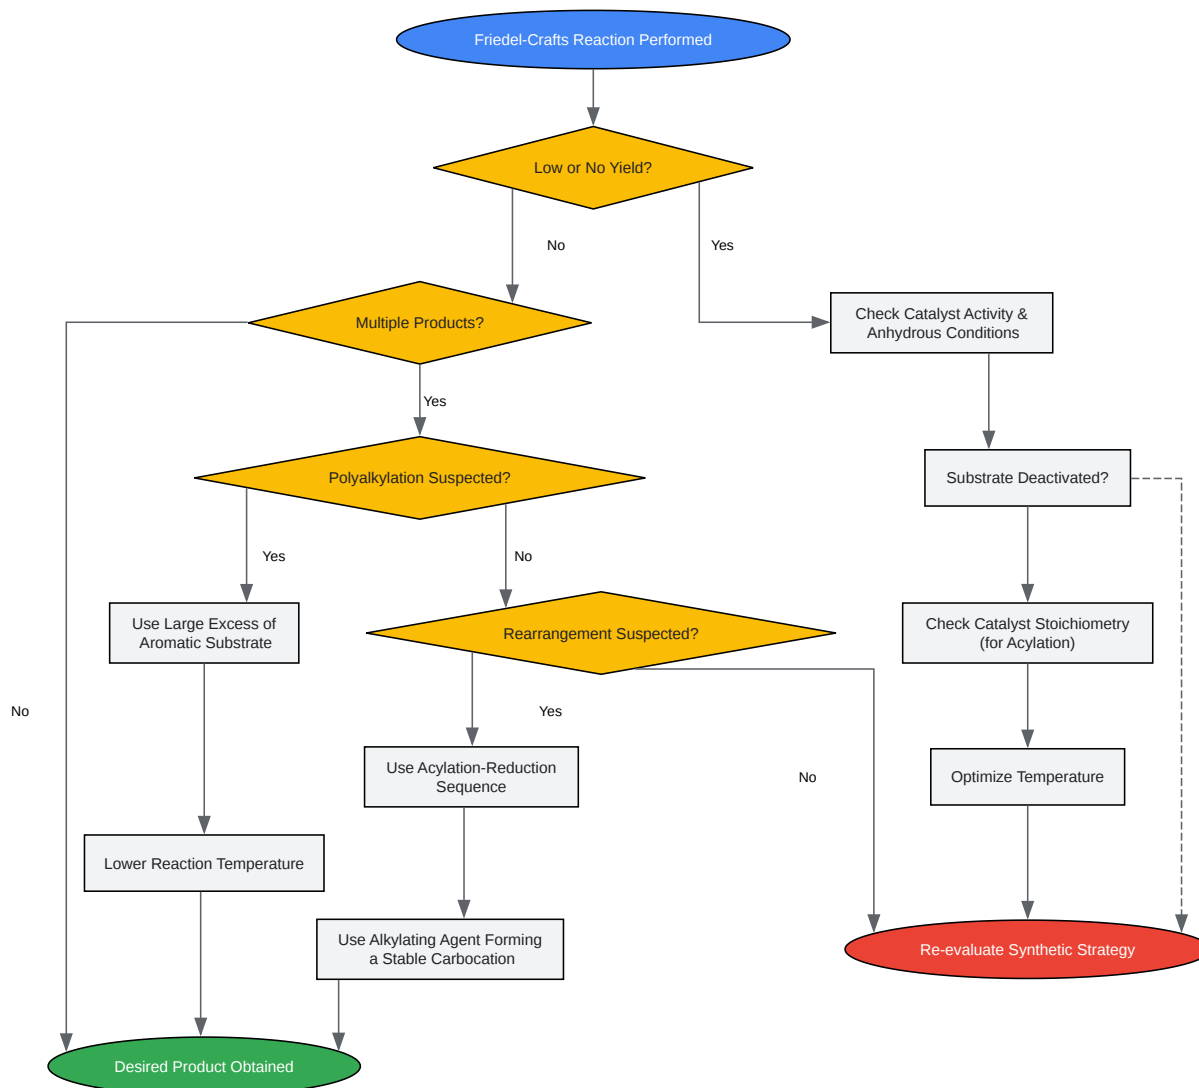 Friedel-Crafts Reaction Performed
Low or No Yield?
No
Yes
Multiple Products?
Check Catalyst Activity &
Anhydrous Conditions
Yes
Polyalkylation Suspected?
Substrate Deactivated?
Yes
No
Use Large Excess of
Aromatic Substrate
Rearrangement Suspected?
Check Catalyst Stoichiometry
(for Acylation)
No
Yes
Use Acylation-Reduction
Sequence
No
Optimize Temperature
Lower Reaction Temperature
Use Alkylating Agent Forming
a Stable Carbocation
Re-evaluate Synthetic Strategy
Desired Product Obtained